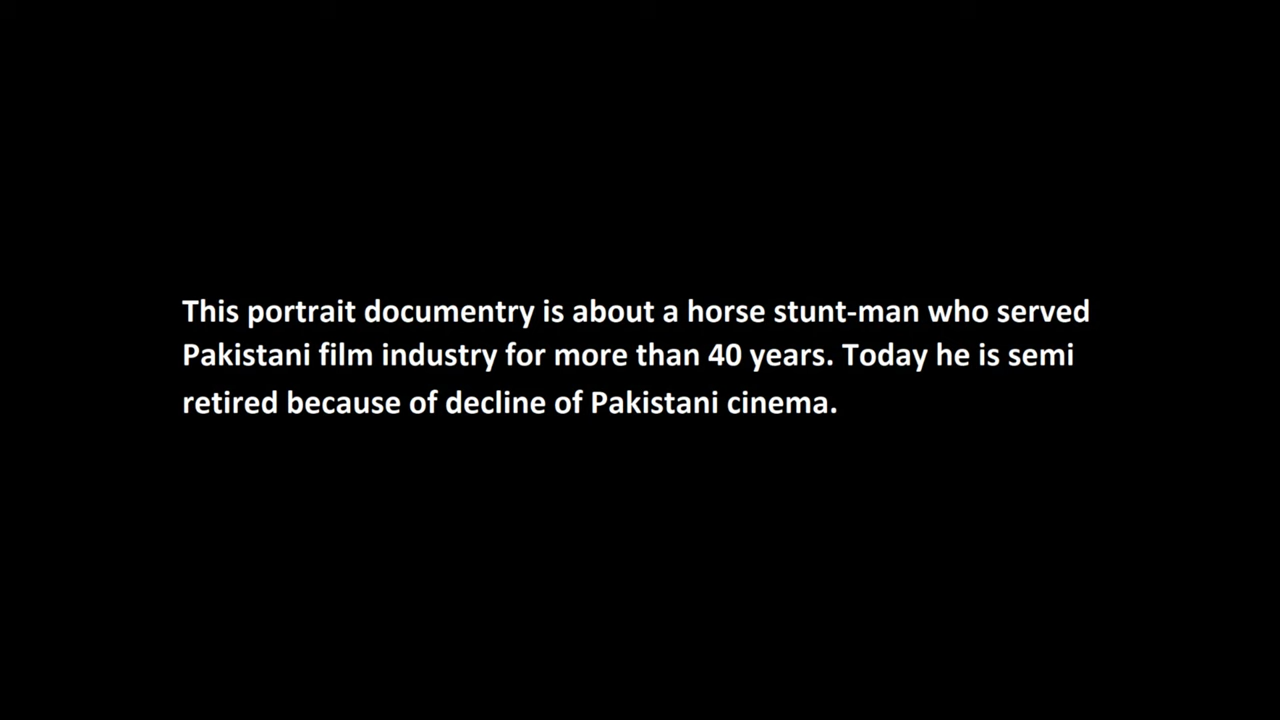 This portrait documentry is about a horse stunt-man who served
Pakistani film industry for more than 40 years. Today he is semi
retired because of decline of Pakistani cinema.